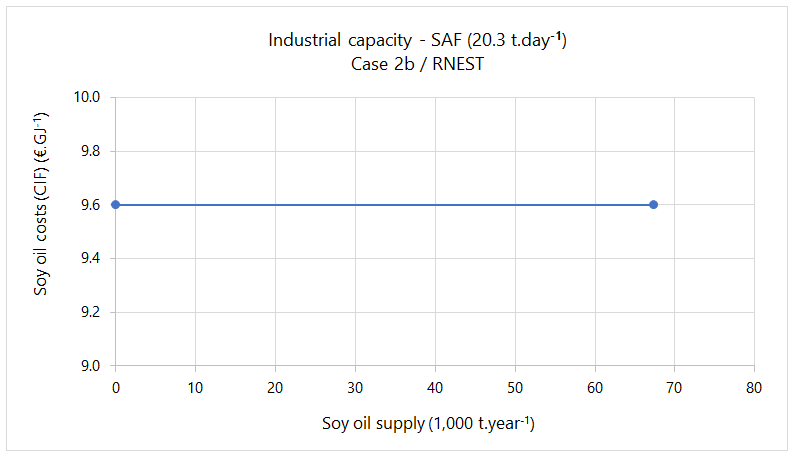 Industrial capacity - SAF (20.3 t.day⁻¹)
Case 2b / RNEST
Soy oil costs (CIF) (€.GJ⁻¹)
10.0
9.8
9.6
9.4
9.2
9.0
0 10 20 30 40 50 60 70 80
Soy oil supply (1,000 t.year⁻¹)